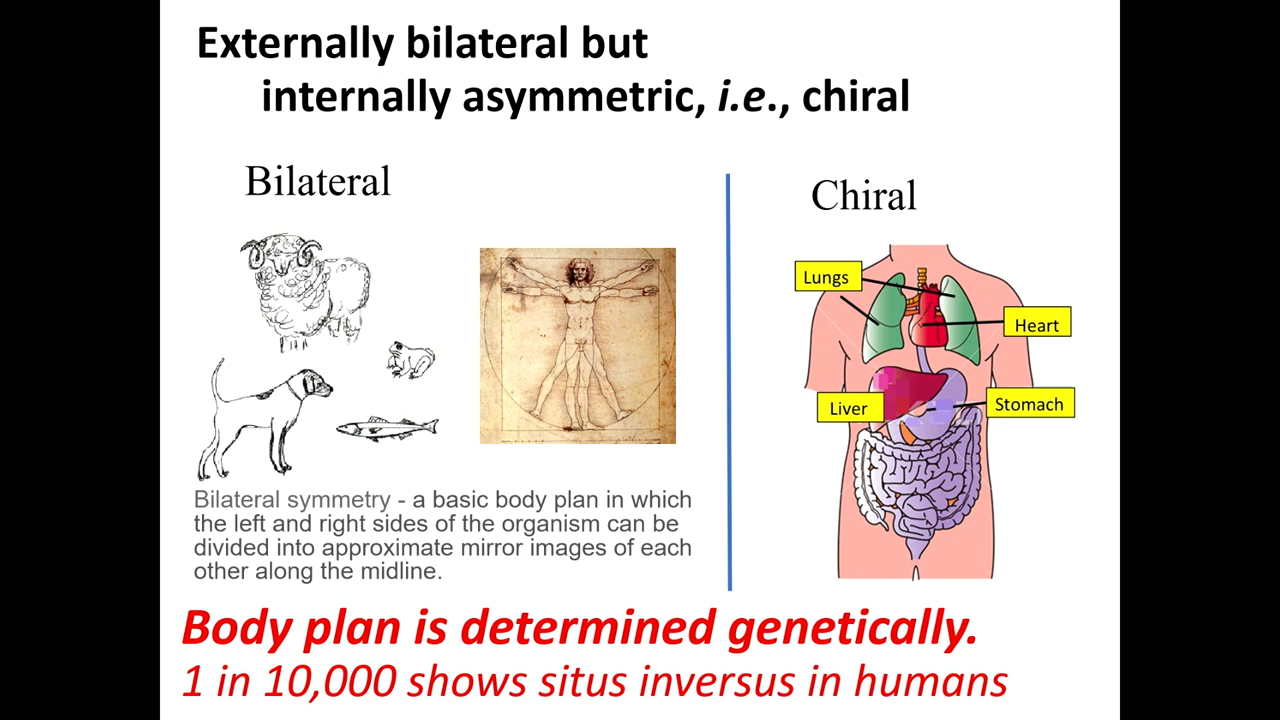 Externally bilateral but
internally asymmetric, i.e., chiral
Bilateral
Bilateral symmetry - a basic body plan in which
the left and right sides of the organism can be
divided into approximate mirror images of each
other along the midline.
Chiral
Lungs
Heart
Liver
Stomach
Body plan is determined genetically.
1 in 10,000 shows situs inversus in humans